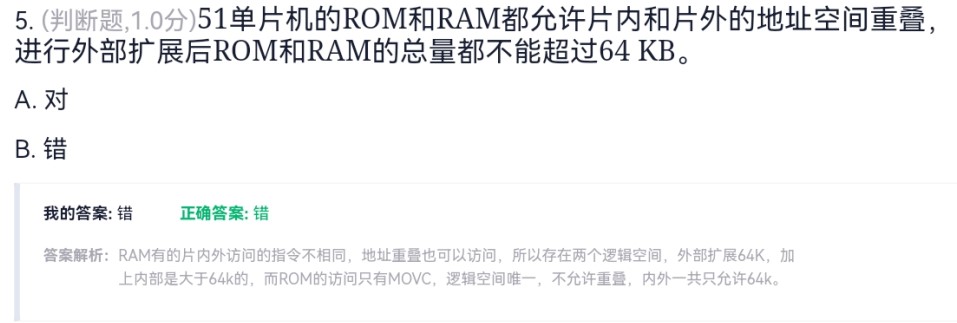 5. (判断题,1.0分)51单片机的ROM和RAM都允许片内和片外的地址空间重叠，
进行外部扩展后ROM和RAM的总量都不能超过64 KB。
A. 对
B. 错
我的答案: 错 正确答案: 错
答案解析: RAM有的片内外访问的指令不相同，地址重叠也可以访问，所以存在两个逻辑空间，外部扩展64K，加
上内部是大于64k的，而ROM的访问只有MOVC，逻辑空间唯一，不允许重叠，内外一共只允许64k。